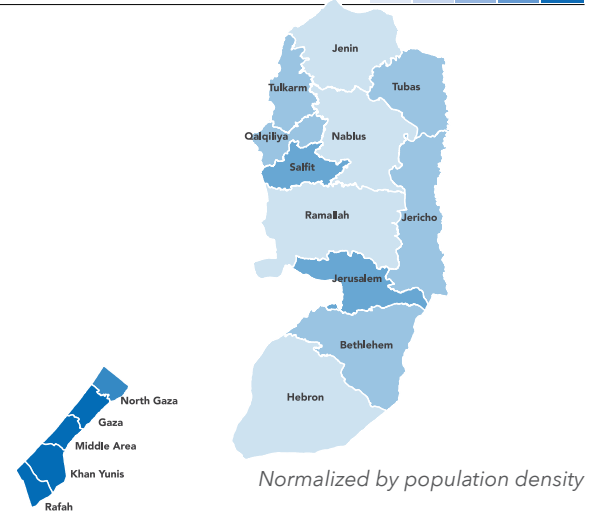 Jenin
Tulkarm
Tubas
Qalqiliya
Nablus
Salfit
Ramallah
Jericho
Jerusalem
Bethlehem
Hebron
North Gaza
Gaza
Middle Area
Khan Yunis
Rafah
Normalized by population density